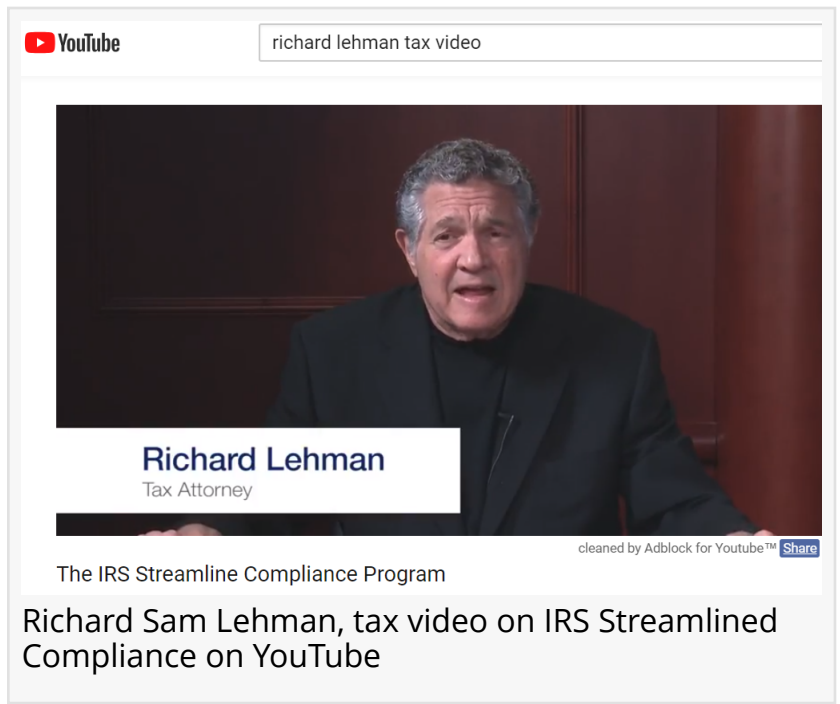 YouTube
richard lehman tax video
Richard Lehman
Tax Attorney
cleaned by Adblock for Youtube™ Share
The IRS Streamline Compliance Program
Richard Sam Lehman, tax video on IRS Streamlined
Compliance on YouTube